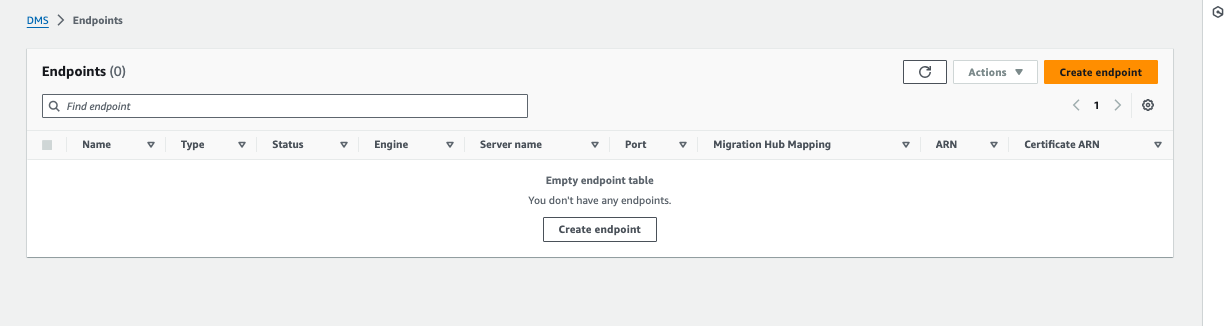 DMS > Endpoints
Endpoints (0)
Actions
Create endpoint
Find endpoint
1
Name Type Status Engine Server name Port Migration Hub Mapping ARN Certificate ARN
Empty endpoint table
You don't have any endpoints.
Create endpoint